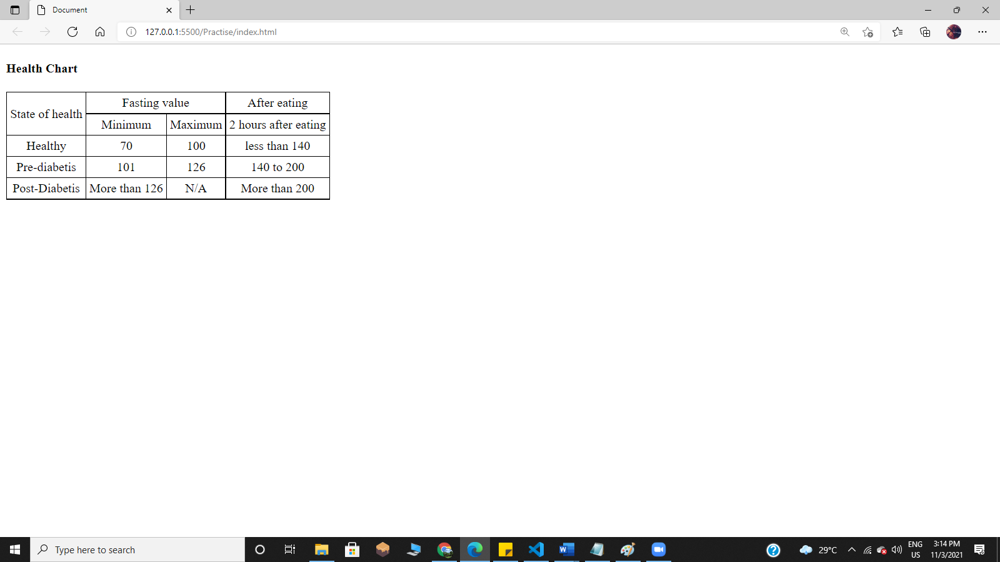 Document
127.0.0.1:5500/Practise/index.html
Health Chart
State of health Fasting value After eating
Minimum Maximum 2 hours after eating
Healthy 70 100 less than 140
Pre-diabetis 101 126 140 to 200
Post-Diabetis More than 126 N/A More than 200
Type here to search
29°C
ENG
US
3:14 PM
11/3/2021